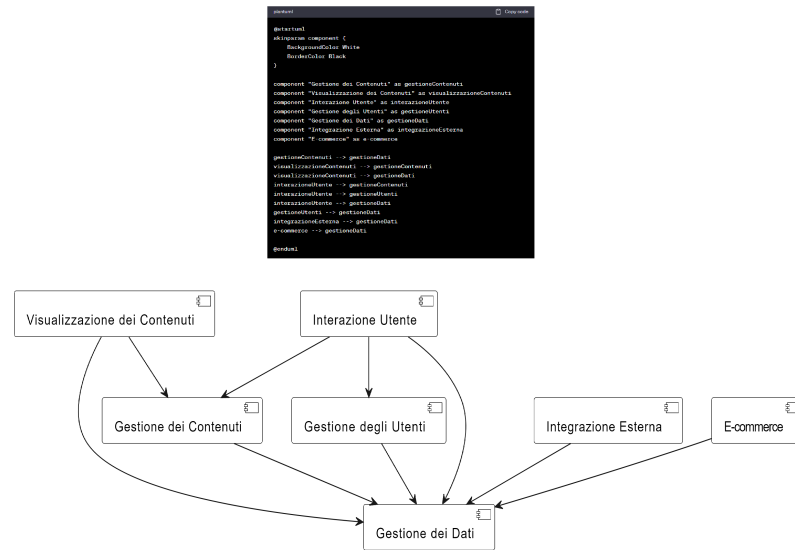 plantuml
Copy code
@startuml
skinparam component {
BackgroundColor White
BorderColor Black
}
component "Gestione dei Contenuti" as gestioneContenuti
component "Visualizzazione dei Contenuti" as visualizzazioneContenuti
component "Interazione Utente" as interazioneUtente
component "Gestione degli Utenti" as gestioneUtenti
component "Gestione dei Dati" as gestioneDati
component "Integrazione Esterna" as integrazioneEsterna
component "E-commerce" as e-commerce
gestioneContenuti --> gestioneDati
visualizzazioneContenuti --> gestioneContenuti
visualizzazioneContenuti --> gestioneDati
interazioneUtente --> gestioneContenuti
interazioneUtente --> gestioneUtenti
interazioneUtente --> gestioneDati
gestioneUtenti --> gestioneDati
integrazioneEsterna --> gestioneDati
e-commerce --> gestioneDati
@enduml
Visualizzazione dei Contenuti
Interazione Utente
Gestione dei Contenuti
Gestione degli Utenti
Integrazione Esterna
E-commerce
Gestione dei Dati